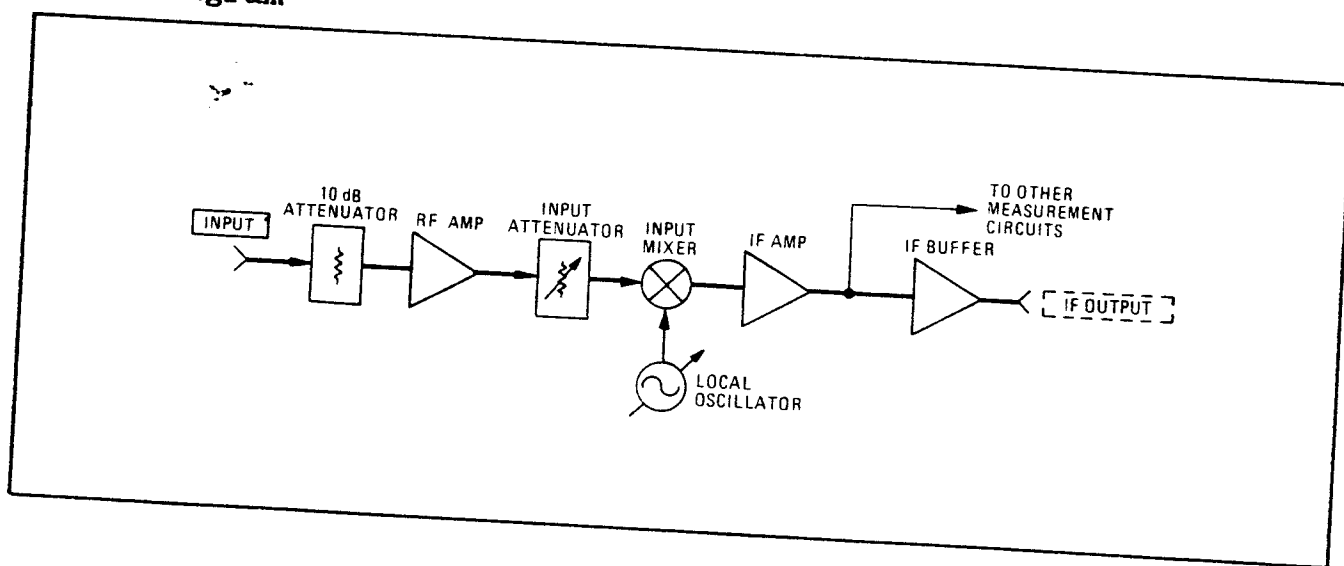 INPUT
10 dB
ATTENUATOR
RF AMP
INPUT
ATTENUATOR
INPUT
MIXER
LOCAL
OSCILLATOR
IF AMP
TO OTHER
MEASUREMENT
CIRCUITS
IF BUFFER
IF OUTPUT